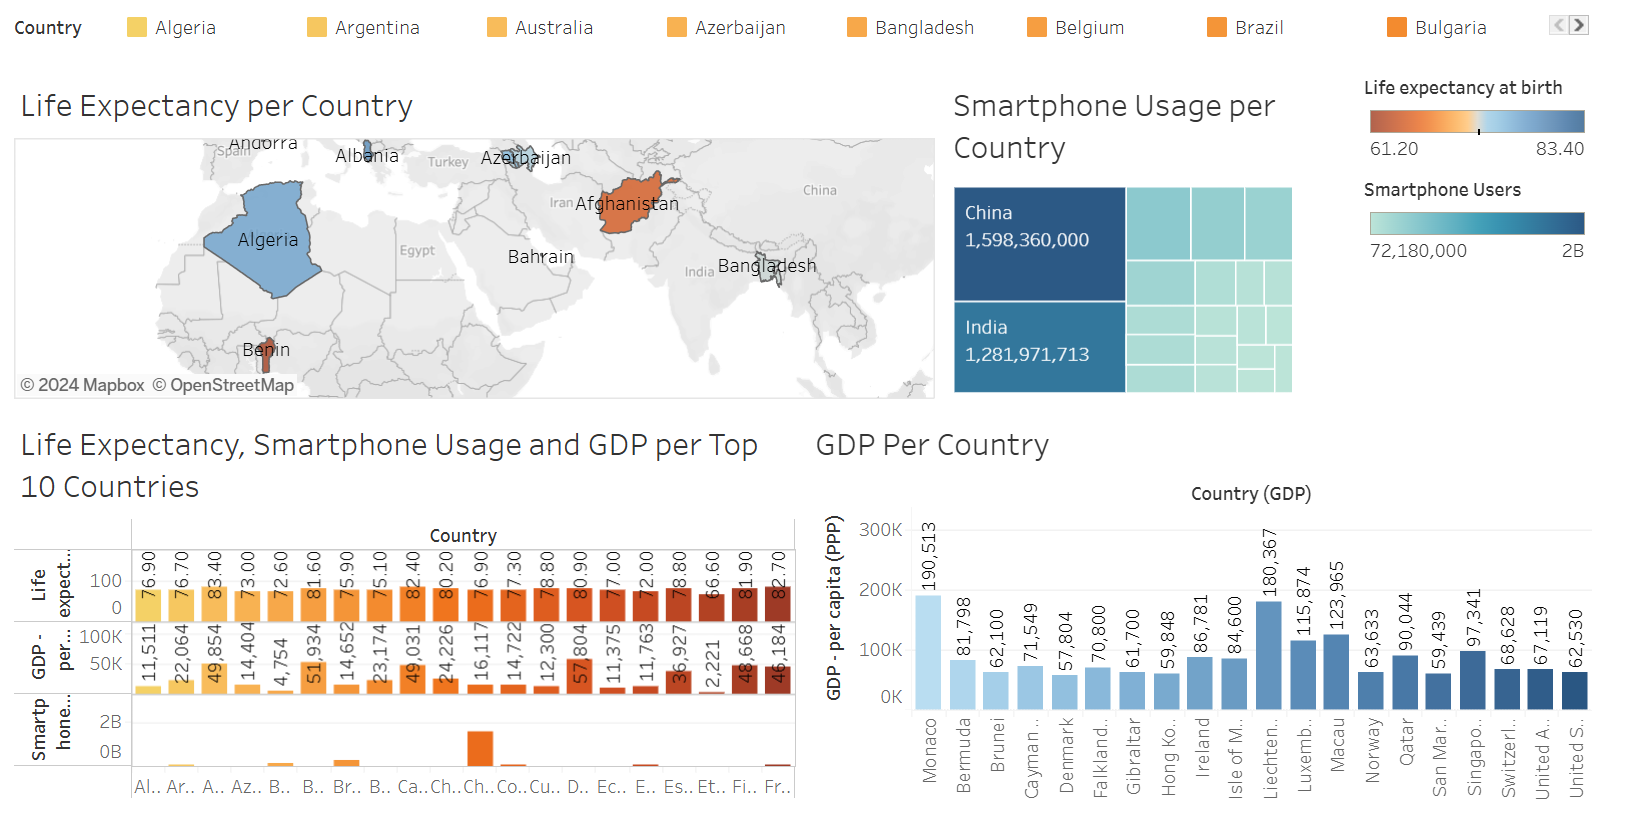 Country
Algeria
Argentina
Australia
Azerbaijan
Bangladesh
Belgium
Brazil
Bulgaria
Life Expectancy per Country
Andorra
Spain
Albania
Turkey
Azerbaijan
China
Iran
Afghanistan
Algeria
Egypt
Bahrain
India
Bangladesh
Benin
© 2024 Mapbox © OpenStreetMap
Smartphone Usage per
Country
China
1,598,360,000
India
1,281,971,713
Life expectancy at birth
61.20
83.40
Smartphone Users
72,180,000
2B
Life Expectancy, Smartphone Usage and GDP per Top
10 Countries
Country
Life
expect...
100
0
76.90
76.70
83.40
73.00
72.60
81.60
75.90
75.10
82.40
80.20
76.90
77.30
78.80
80.90
77.00
72.00
78.80
66.60
81.90
82.70
GDP -
per...
100K
50K
11,511
22,064
49,854
14,404
4,754
51,934
14,652
23,174
49,031
24,226
16,117
14,722
12,300
57,804
11,375
11,763
36,927
2,221
48,668
46,184
Smartp
hone...
2B
0B
Al..
Ar..
A..
Az..
B..
B..
Br..
B..
Ca..
Ch..
Ch..
Co..
Cu..
D..
Ec..
E..
Es..
Et..
Fi..
Fr..
GDP Per Country
Country (GDP)
GDP - per capita (PPP)
300K
200K
100K
0K
190,513
81,798
62,100
71,549
57,804
70,800
61,700
59,848
86,781
84,600
180,367
115,874
123,965
63,633
90,044
59,439
97,341
68,628
67,119
62,530
Monaco
Bermuda
Brunei
Cayman ..
Denmark
Falkland..
Gibraltar
Hong Ko..
Ireland
Isle of M..
Liechten..
Luxemb..
Macau
Norway
Qatar
San Mar..
Singapo..
Switzerl..
United A..
United S..